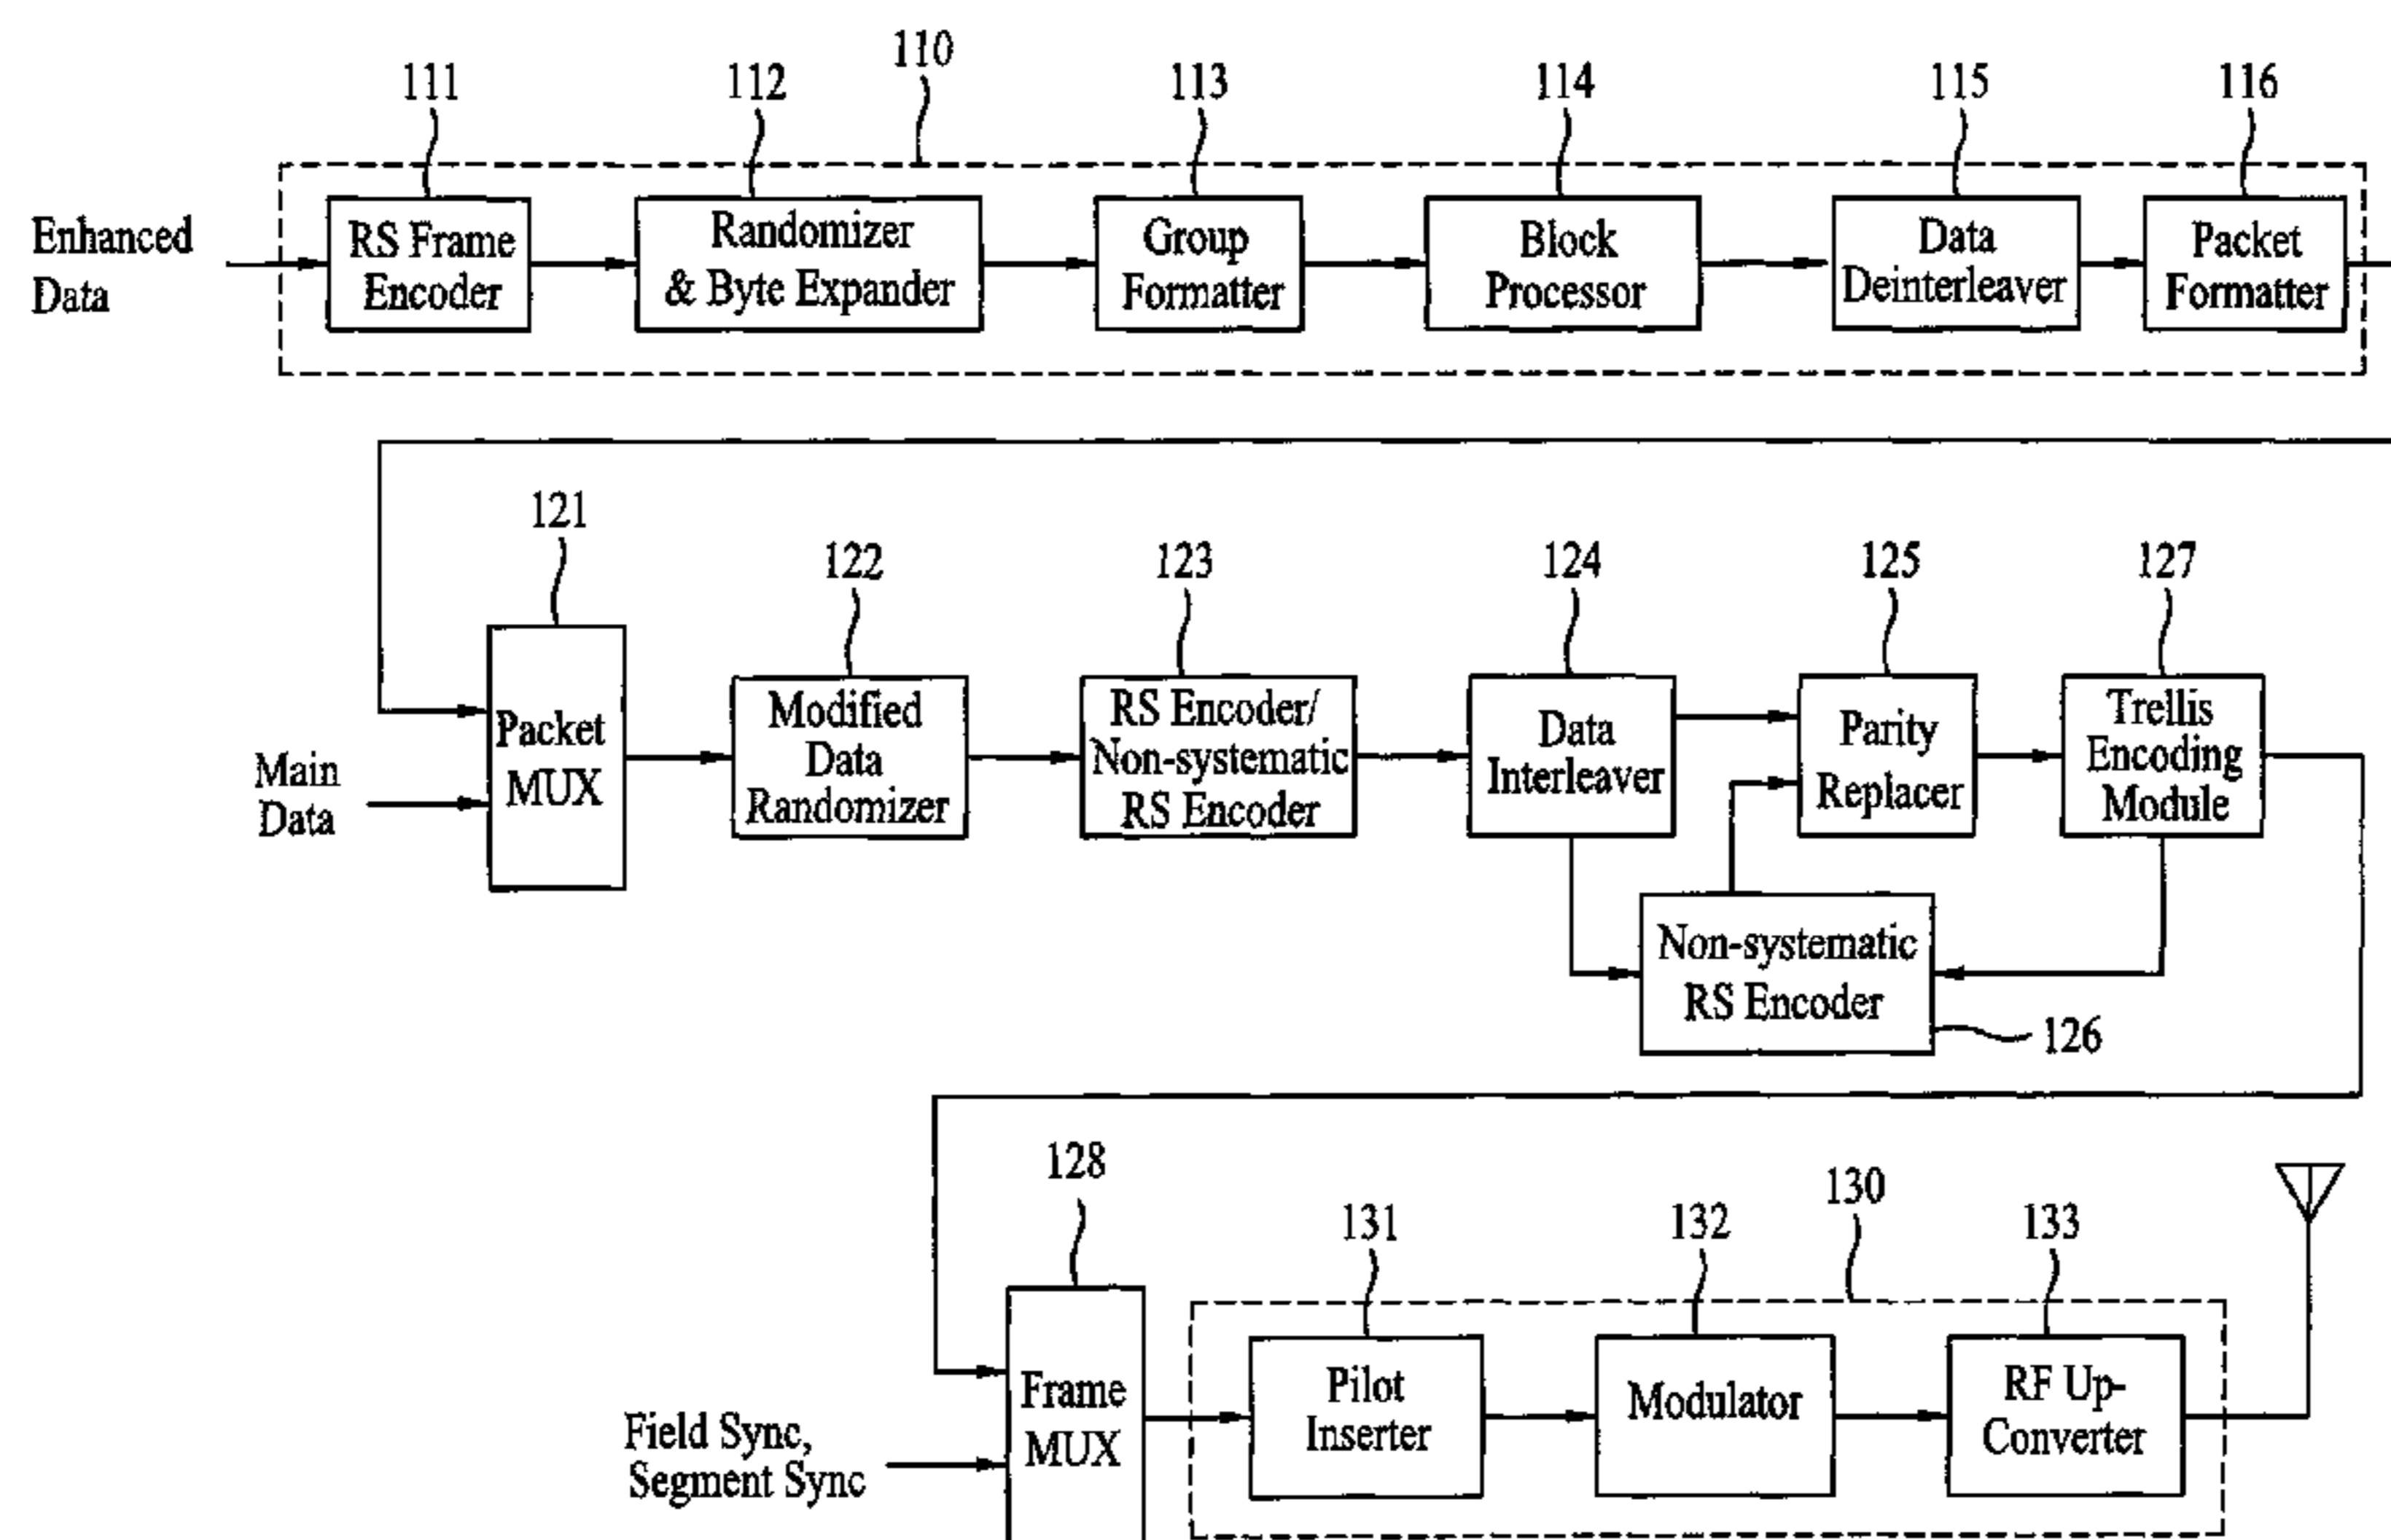 110
111
112
113
114
115
116
Enhanced
Data
RS Frame
Encoder
Randomizer
& Byte Expander
Group
Formatter
Block
Processor
Data
Deinterleaver
Packet
Formatter
121
122
123
124
125
127
Main
Data
Packet
MUX
Modified
Data
Randomizer
RS Encoder/
Non-systematic
RS Encoder
Data
Interleaver
Parity
Replacer
Trellis
Encoding
Module
Non-systematic
RS Encoder
126
128
130
131
132
133
Field Sync,
Segment Sync
Frame
MUX
Pilot
Inserter
Modulator
RF Up-
Converter